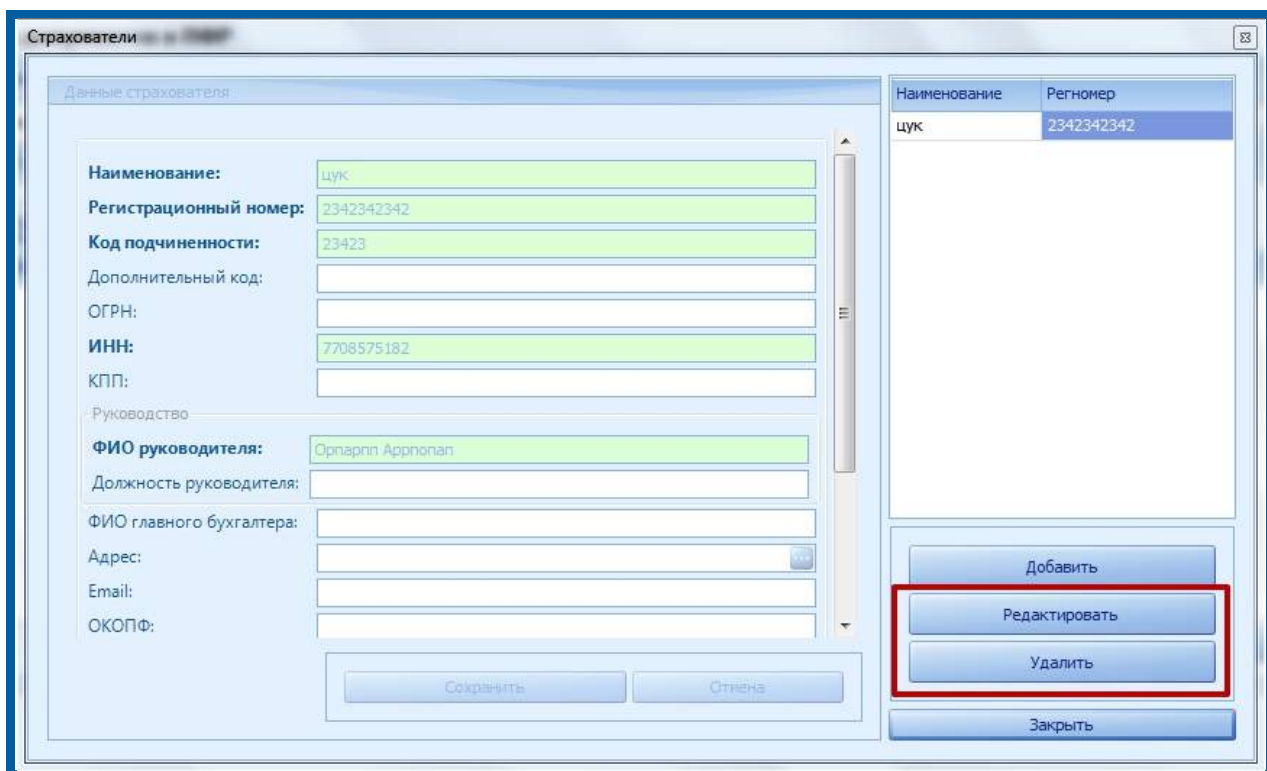 Страхователи
Данные страхователя
Наименование: цук
Регистрационный номер: 2342342342
Код подчиненности: 23423
Дополнительный код:
ОГРН:
ИНН: 7708575182
КПП:
Руководство
ФИО руководителя: Орпарпп Аррпопап
Должность руководителя:
ФИО главного бухгалтера:
Адрес:
Email:
ОКОПФ:
Сохранить Отмена
Наименование Регномер
цук 2342342342
Добавить
Редактировать
Удалить
Закрыть